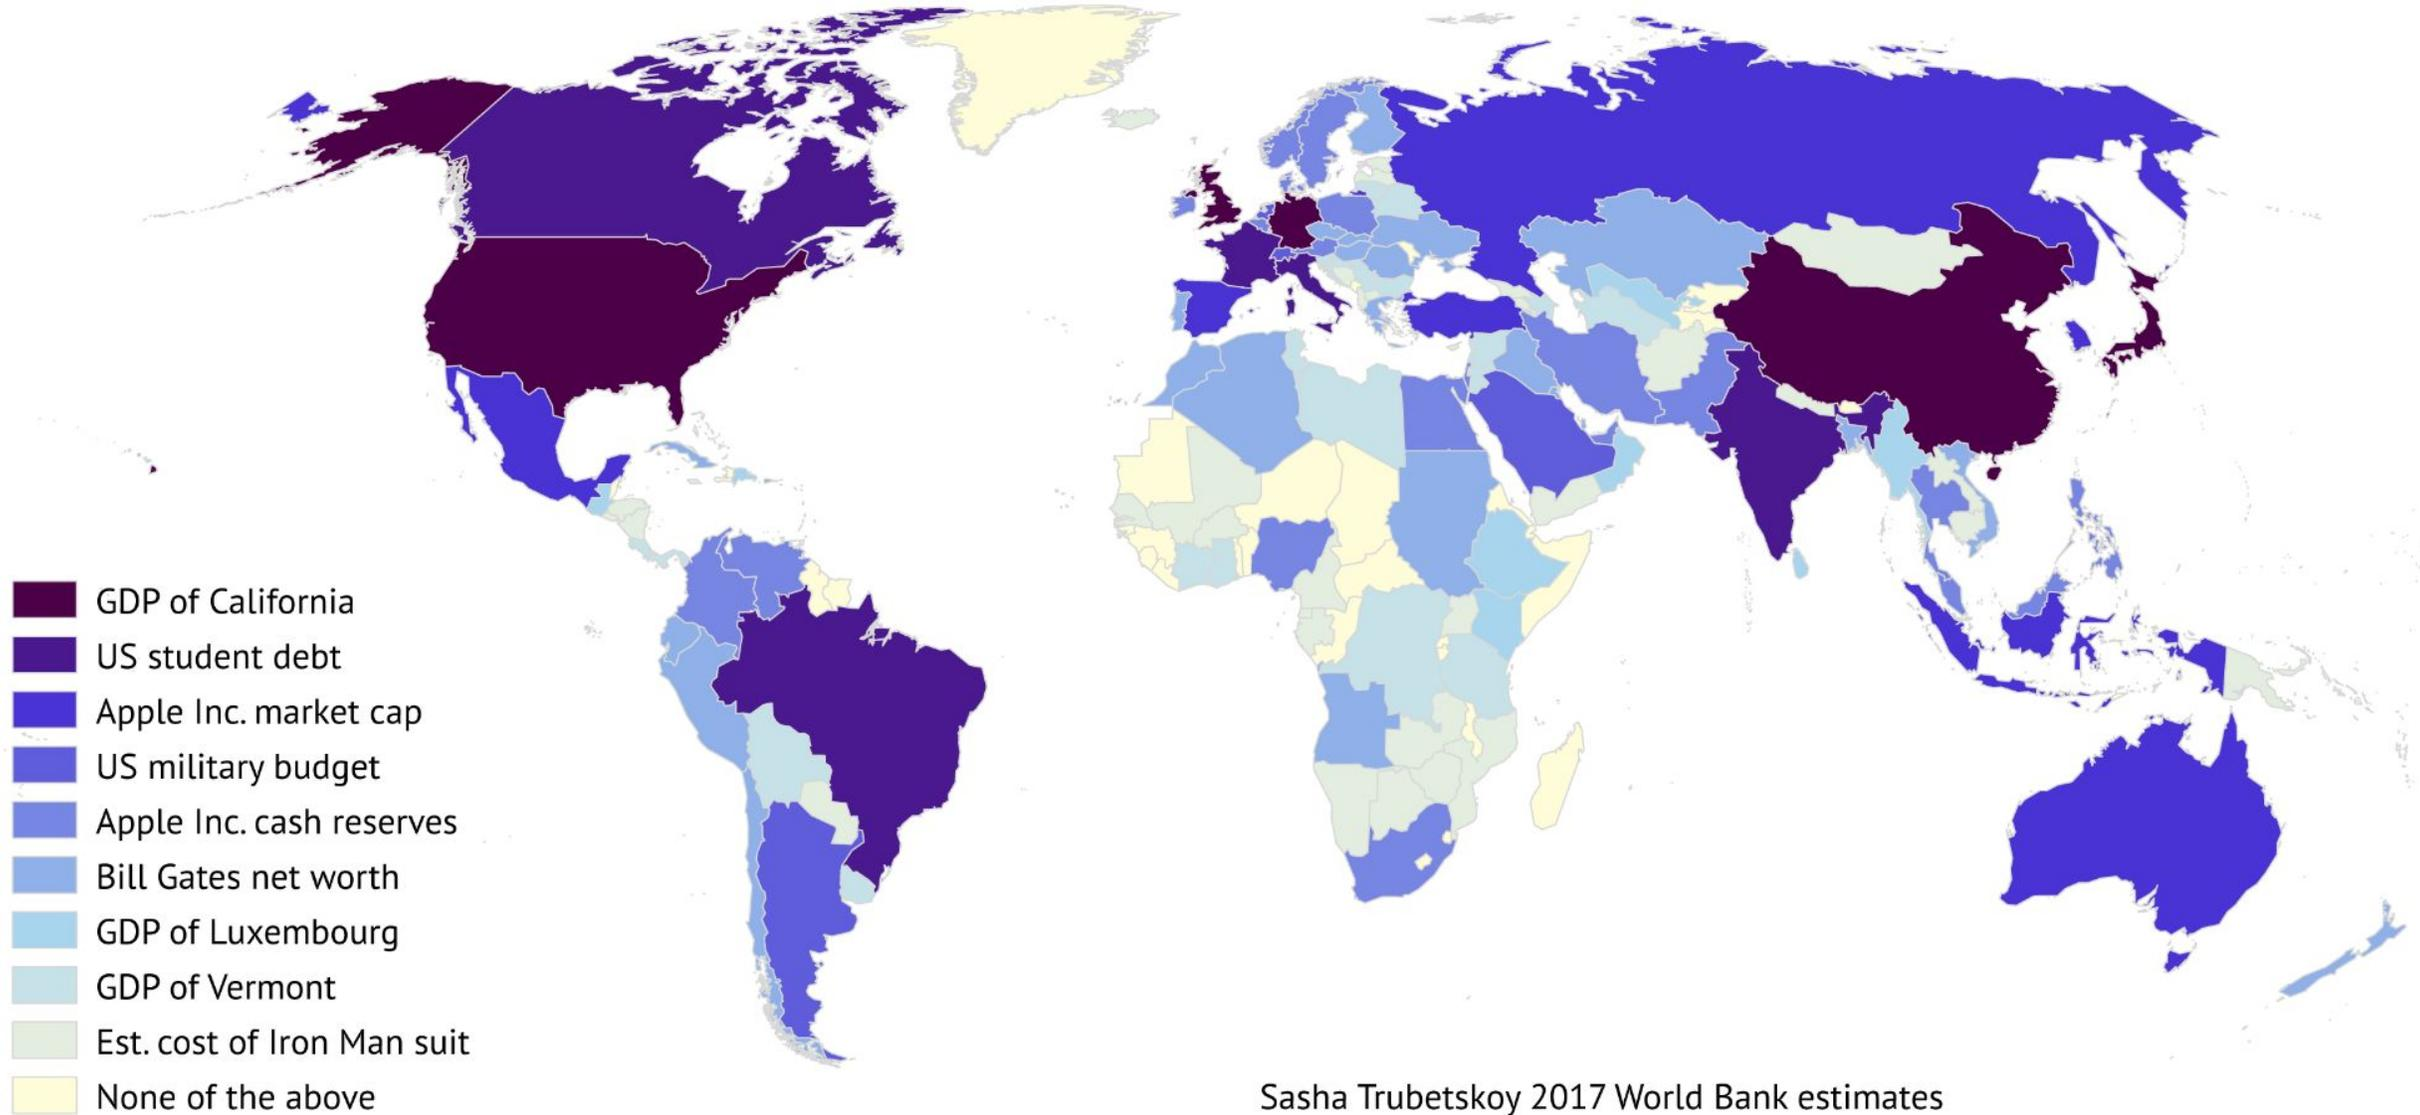 GDP of California
US student debt
Apple Inc. market cap
US military budget
Apple Inc. cash reserves
Bill Gates net worth
GDP of Luxembourg
GDP of Vermont
Est. cost of Iron Man suit
None of the above
Sasha Trubetskoy 2017 World Bank estimates